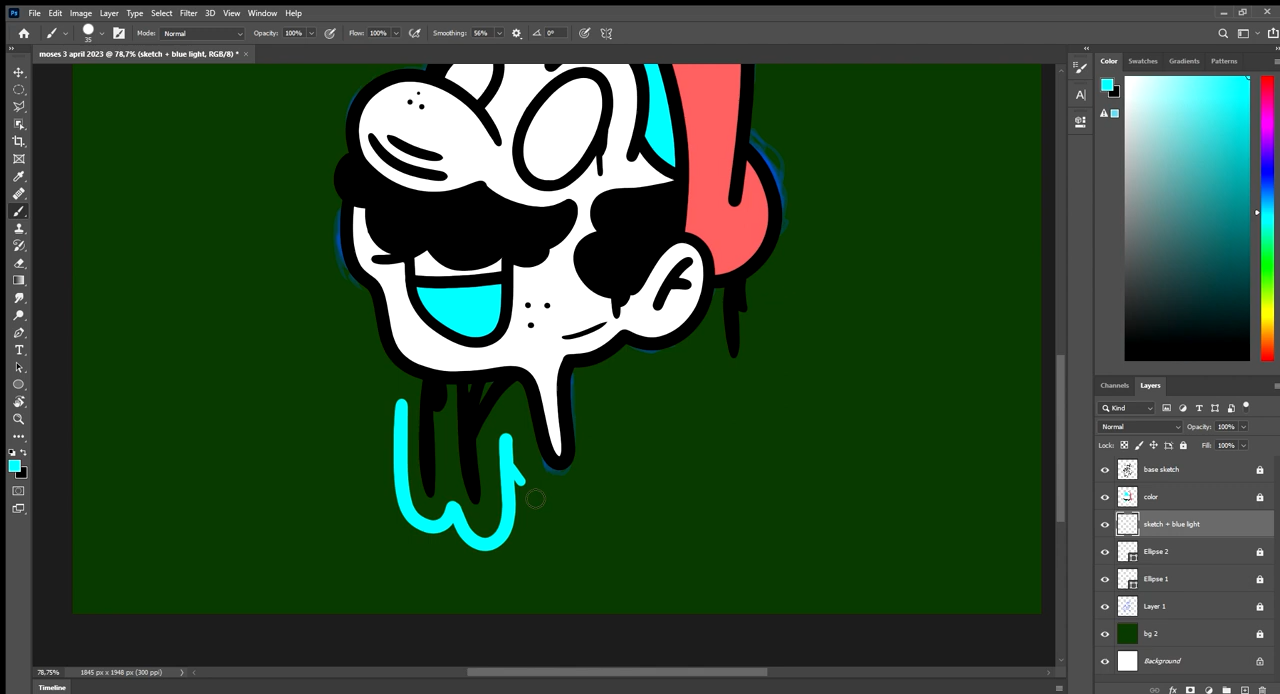 Ps File Edit Image Layer Type Select Filter 3D View Window Help
35 Mode: Normal Opacity: 100% Flow: 100% Smoothing: 56% 0°
moses 3 april 2023 @ 78,7% (sketch + blue light, RGB/8) *
Color Swatches Gradients Patterns
A
T
Channels Layers
Kind
Normal Opacity: 100%
Lock: Fill: 100%
base sketch
color
sketch + blue light
Ellipse 2
Ellipse 1
Layer 1
bg 2
Background
78,75% 1845 px x 1948 px (300 ppi)
Timeline
fx